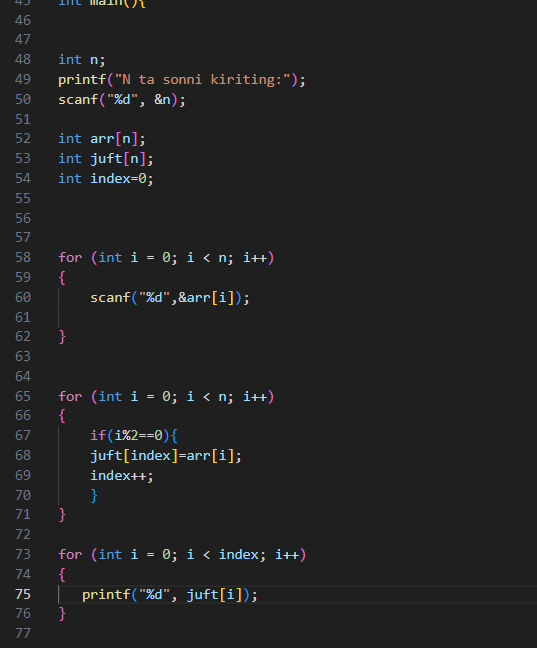 45 int main(){
46
47
48 int n;
49 printf("N ta sonni kiriting:");
50 scanf("%d", &n);
51
52 int arr[n];
53 int juft[n];
54 int index=0;
55
56
57
58 for (int i = 0; i < n; i++)
59 {
60 scanf("%d",&arr[i]);
61
62 }
63
64
65 for (int i = 0; i < n; i++)
66 {
67 if(i%2==0){
68 juft[index]=arr[i];
69 index++;
70 }
71 }
72
73 for (int i = 0; i < index; i++)
74 {
75 printf("%d", juft[i]);
76 }
77